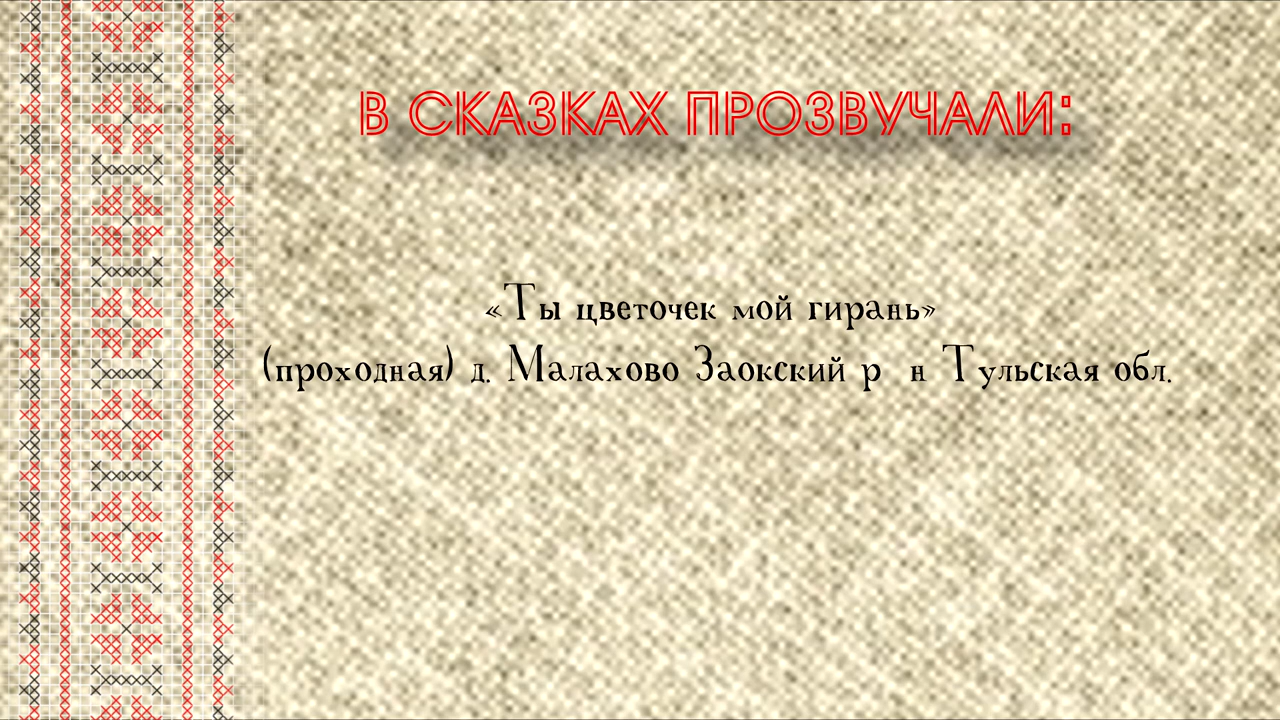 В СКАЗКАХ ПРОЗВУЧАЛИ:
«Ты цветочек мой гирань»
(проходная) д. Малахово Заокский р н Тульская обл.